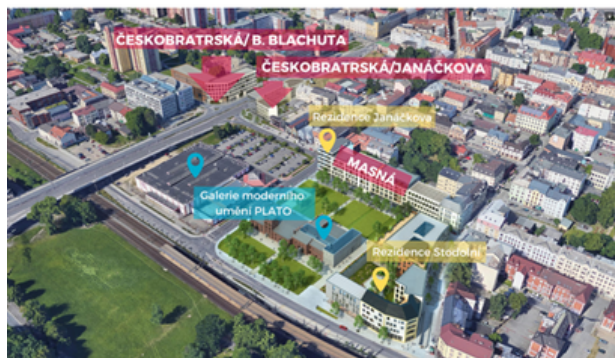 ČESKOBRATRSKÁ/ B. BLACHUTA
ČESKOBRATRSKÁ/JANÁČKOVA
Rezidence Janáčkova
MASNÁ
Galerie moderního
umění PLATO
Rezidence Stodolní